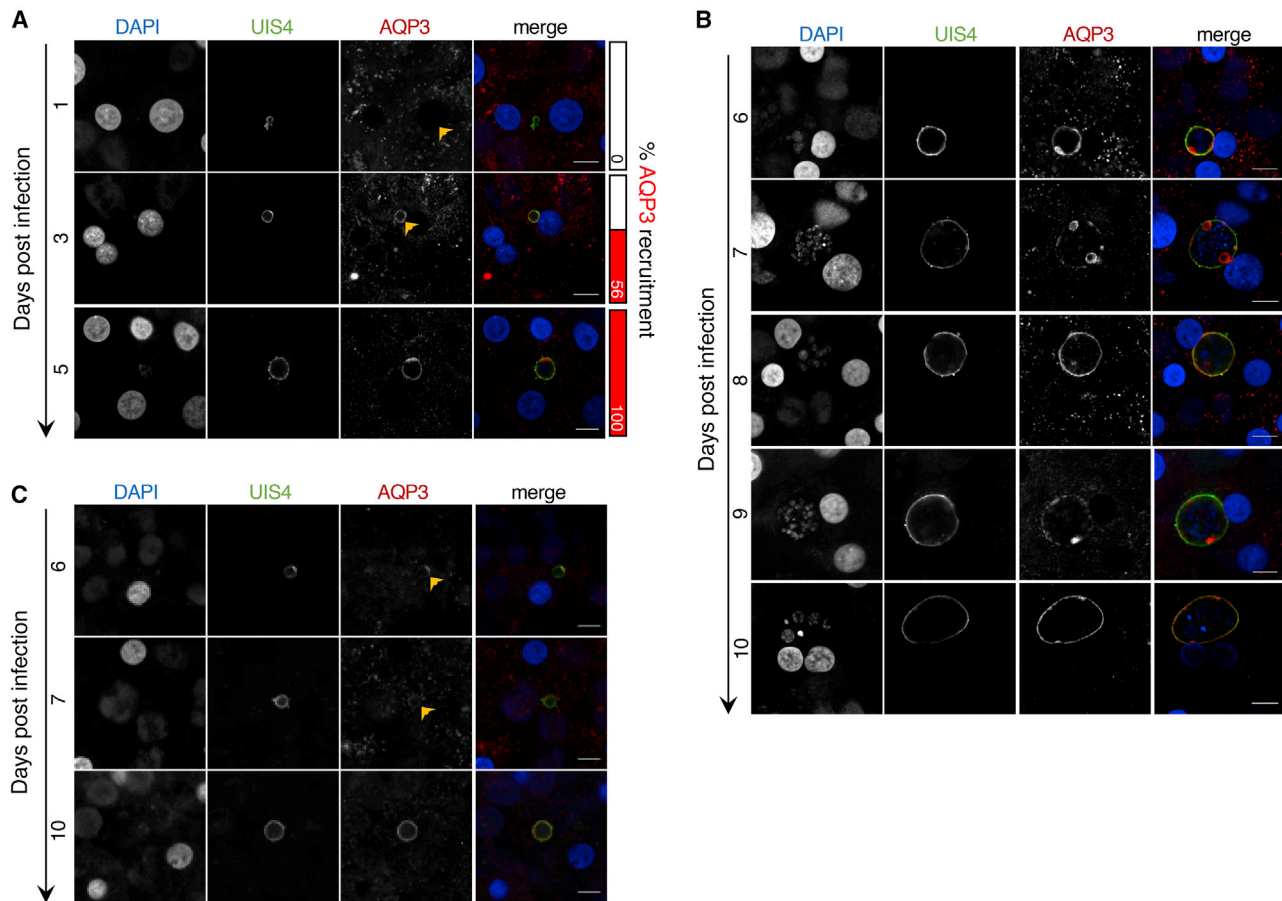 A
DAPI UIS4 AQP3 merge
Days post infection
1
3
5
0
56
100
% AQP3 recruitment
B
DAPI UIS4 AQP3 merge
Days post infection
6
7
8
9
10
C
DAPI UIS4 AQP3 merge
Days post infection
6
7
10